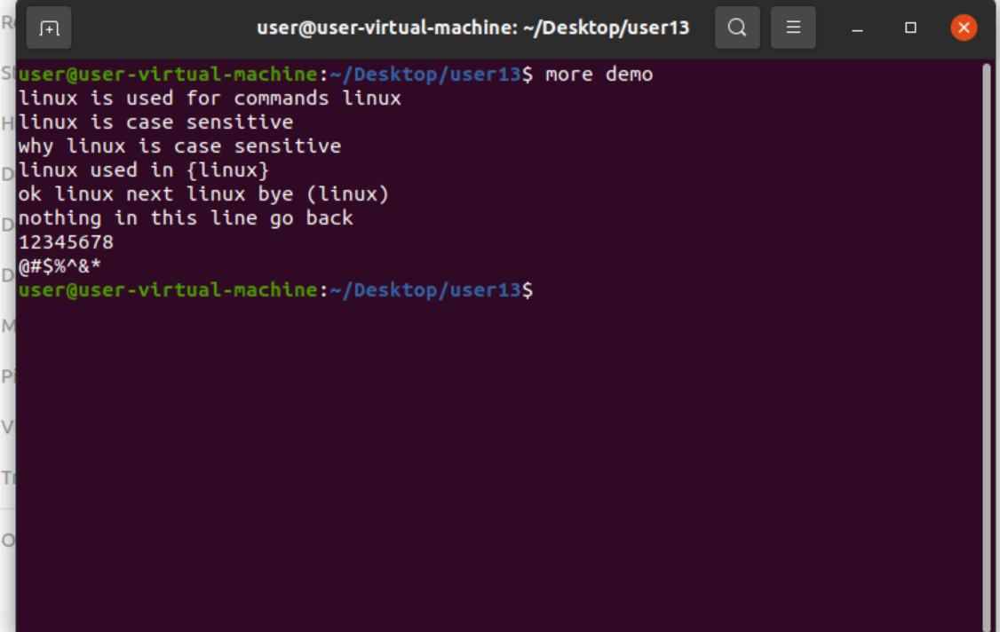 user@user-virtual-machine: ~/Desktop/user13
user@user-virtual-machine:~/Desktop/user13$ more demo
linux is used for commands linux
linux is case sensitive
why linux is case sensitive
linux used in {linux}
ok linux next linux bye (linux)
nothing in this line go back
12345678
@#$%^&*
user@user-virtual-machine:~/Desktop/user13$